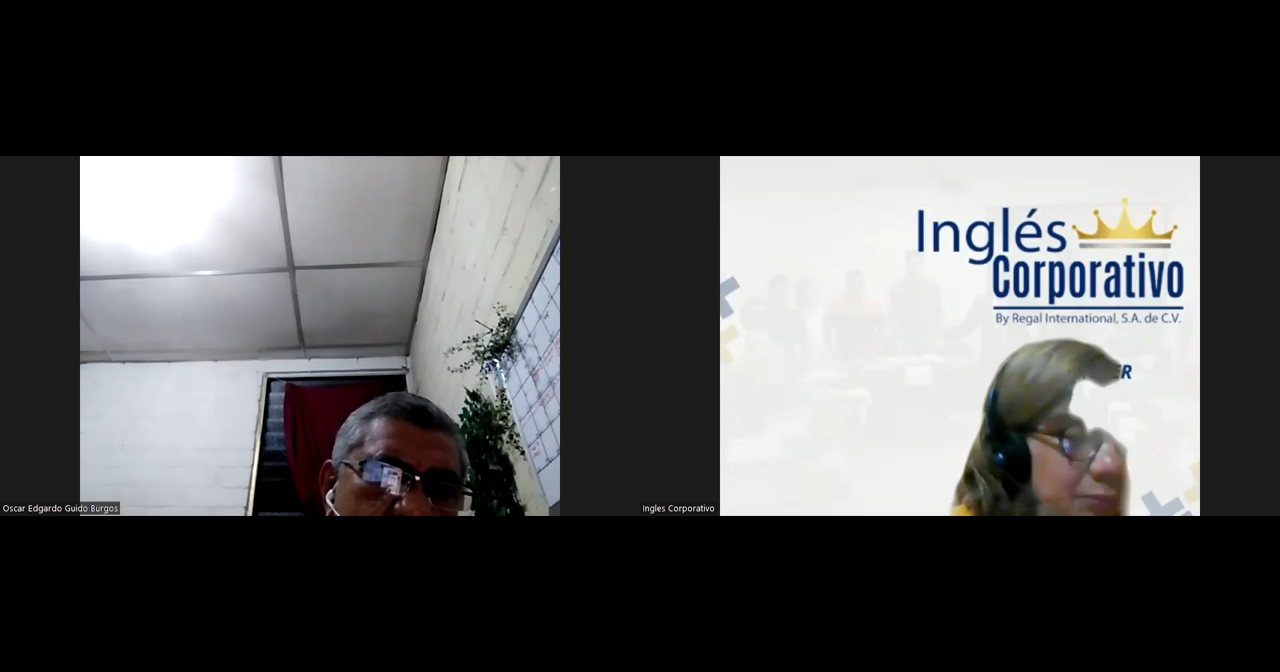 Inglés
Corporativo
By Regal International, S.A. de C.V.
R
Oscar Edgardo Guido Burgos
Ingles Corporativo